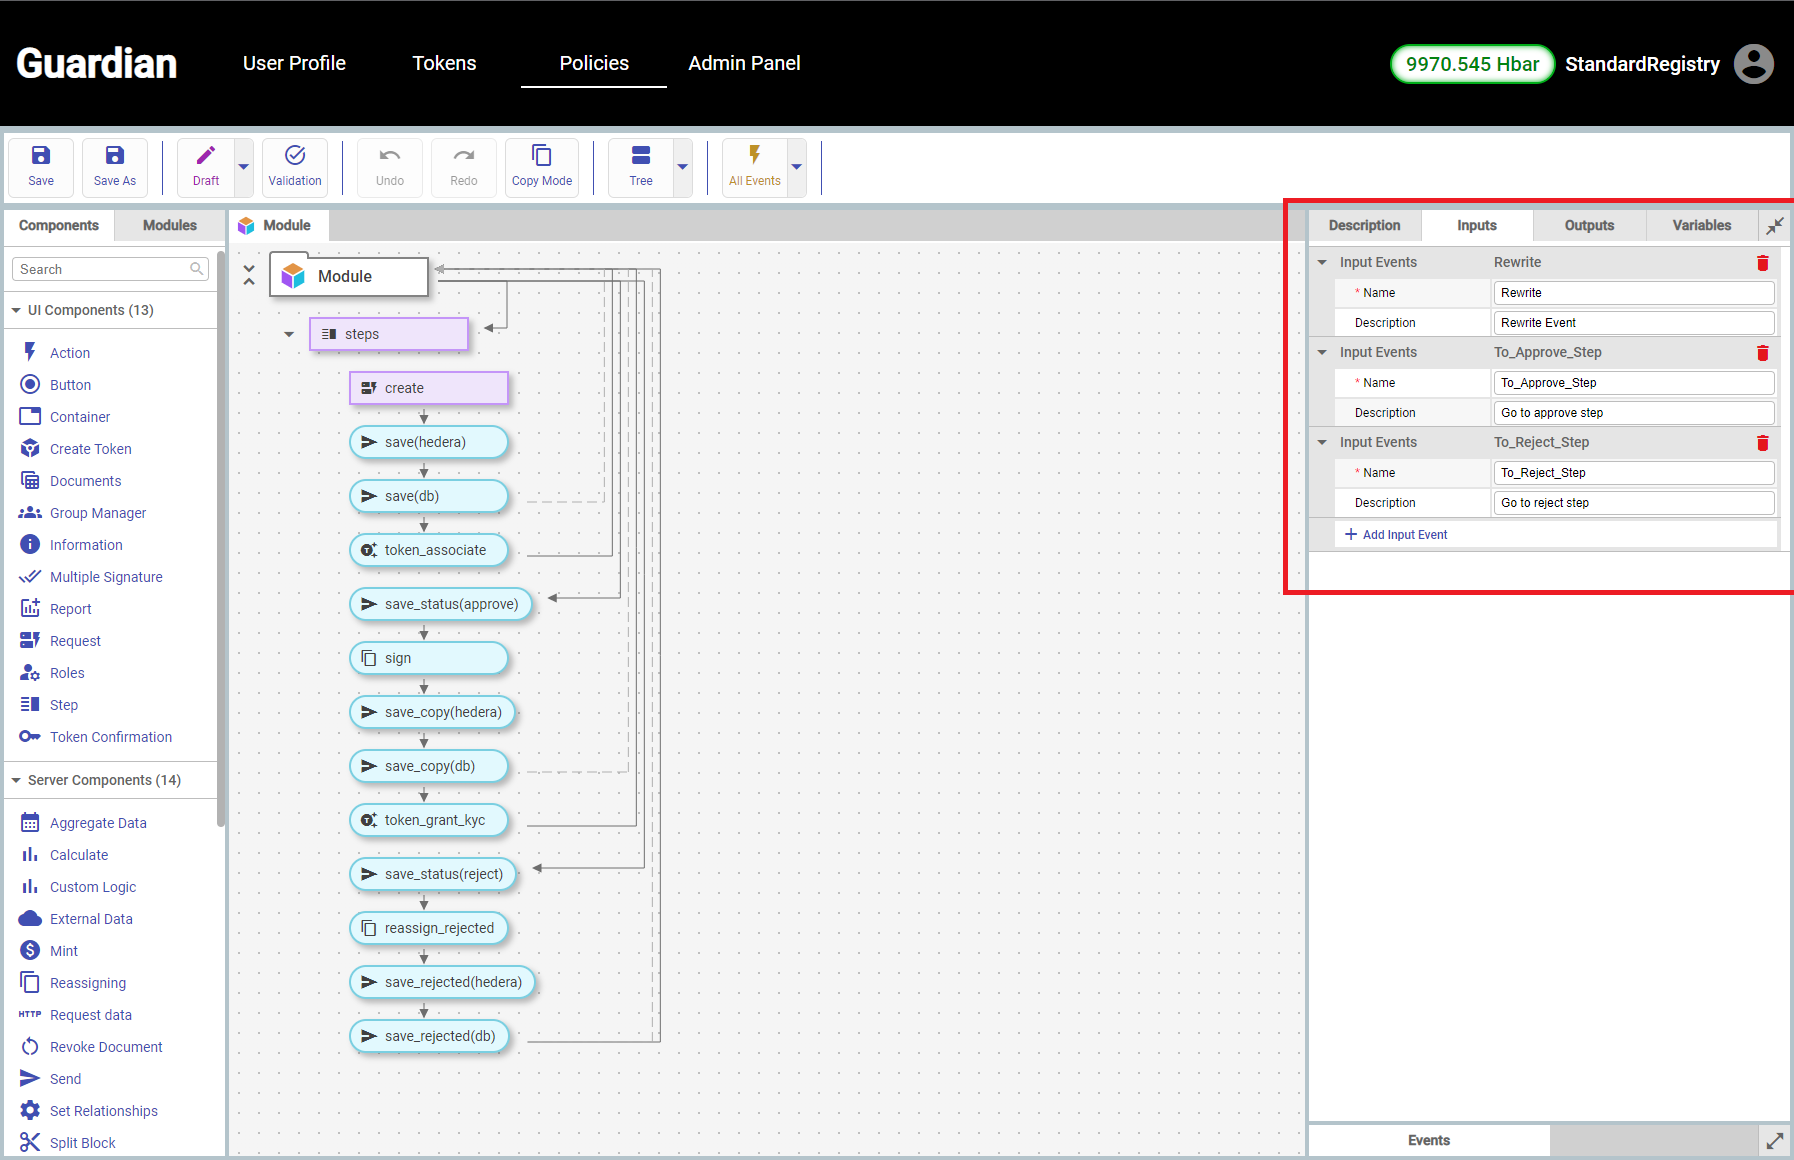 Guardian
User Profile
Tokens
Policies
Admin Panel
9970.545 Hbar
StandardRegistry
Save
Save As
Draft
Validation
Undo
Redo
Copy Mode
Tree
All Events
Components
Modules
Search
UI Components (13)
Action
Button
Container
Create Token
Documents
Group Manager
Information
Multiple Signature
Report
Request
Roles
Step
Token Confirmation
Server Components (14)
Aggregate Data
Calculate
Custom Logic
External Data
Mint
Reassigning
HTTP Request data
Revoke Document
Send
Set Relationships
Split Block
Module
Module
steps
create
save(hedera)
save(db)
token_associate
save_status(approve)
sign
save_copy(hedera)
save_copy(db)
token_grant_kyc
save_status(reject)
reassign_rejected
save_rejected(hedera)
save_rejected(db)
Description
Inputs
Outputs
Variables
Input Events Rewrite
* Name Rewrite
Description Rewrite Event
Input Events To_Approve_Step
* Name To_Approve_Step
Description Go to approve step
Input Events To_Reject_Step
* Name To_Reject_Step
Description Go to reject step
+ Add Input Event
Events